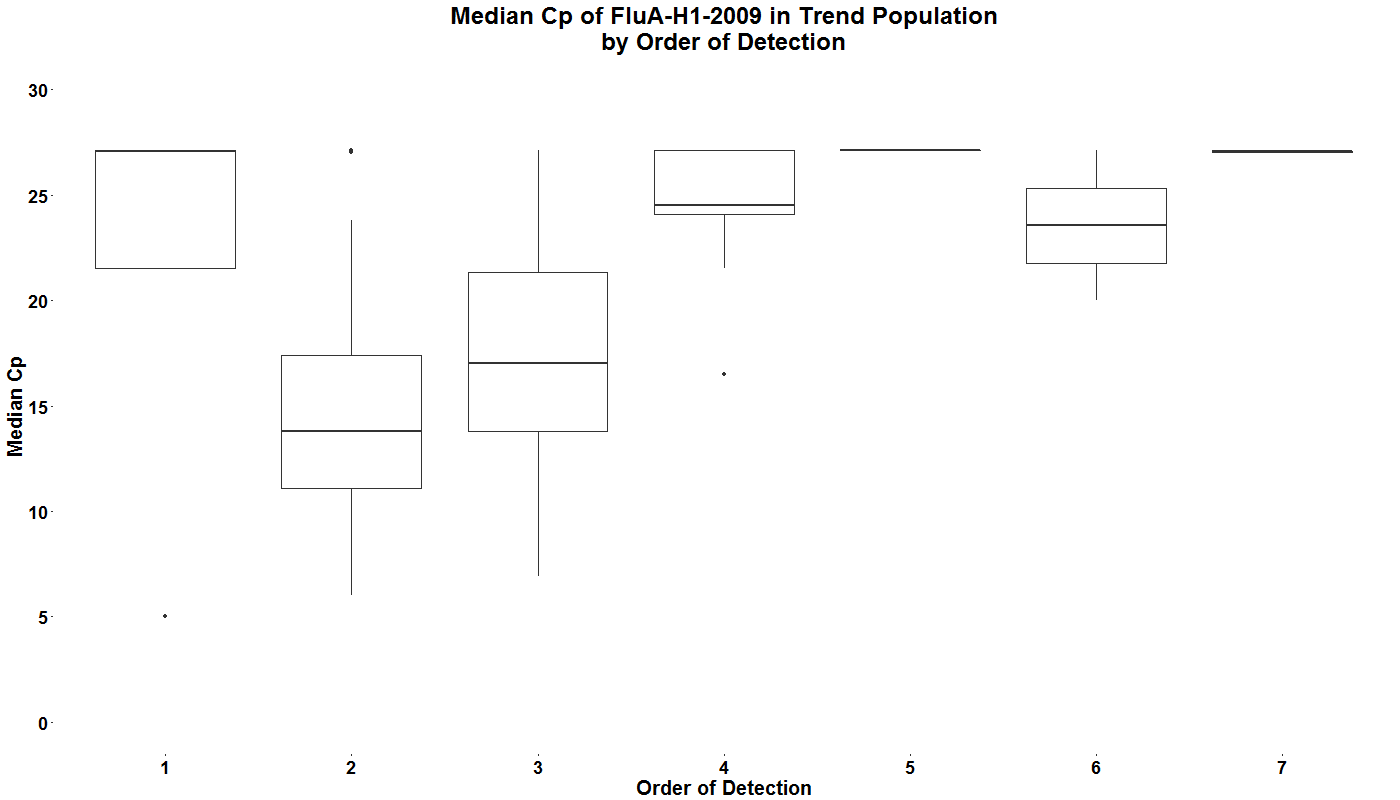 Median Cp of FluA-H1-2009 in Trend Population
by Order of Detection
30
25
20
15
10
5
0
Median Cp
1 2 3 4 5 6 7
Order of Detection